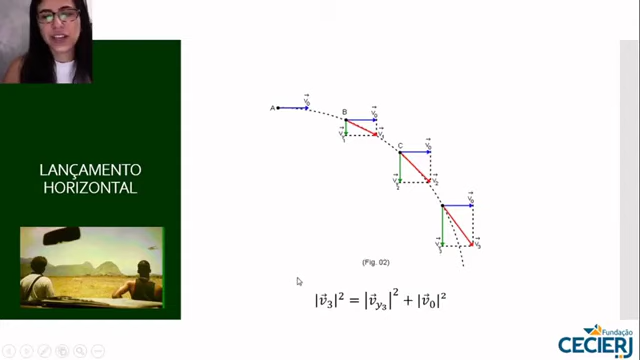 LANÇAMENTO
HORIZONTAL
A
B
C
(Fig. 02)
|v⃗₃|² = |v⃗y₃|² + |v⃗₀|²
Fundação
CECIERJ